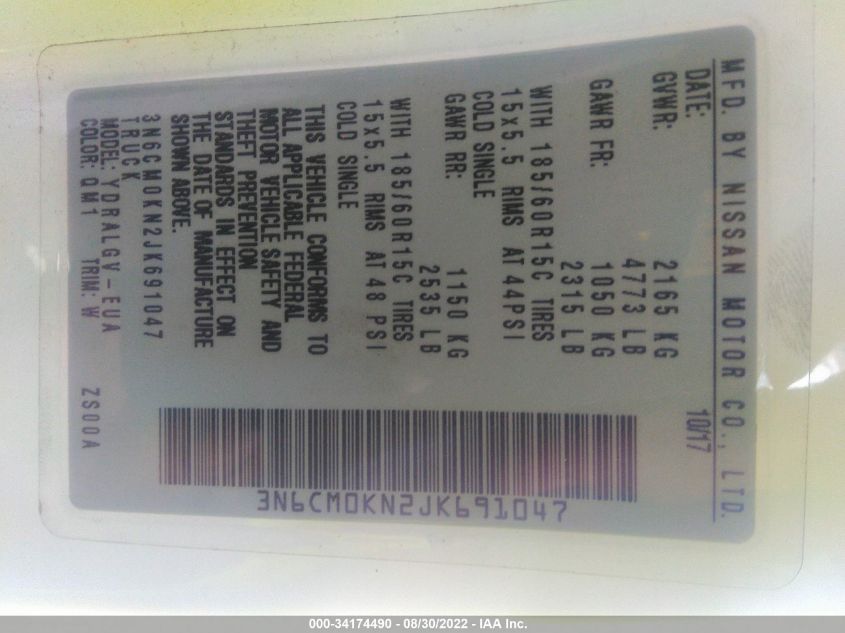 MFD. BY NISSAN MOTOR CO., LTD.
DATE: 10/17
GVWR: 2165 KG
4773 LB
GAWR FR: 1050 KG
2315 LB
WITH 185/60R15C TIRES
15X5.5 RIMS AT 44PSI
COLD SINGLE
GAWR RR: 1150 KG
2535 LB
WITH 185/60R15C TIRES
15X5.5 RIMS AT 48 PSI
COLD SINGLE
THIS VEHICLE CONFORMS TO
ALL APPLICABLE FEDERAL
MOTOR VEHICLE SAFETY AND
THEFT PREVENTION
STANDARDS IN EFFECT ON
THE DATE OF MANUFACTURE
SHOWN ABOVE.
3N6CM0KN2JK691047
TRUCK
MODEL: YDRALGV-EUA
COLOR: QM1 TRIM: W ZS00A
3N6CM0KN2JK691047
000-34174490 - 08/30/2022 - IAA Inc.